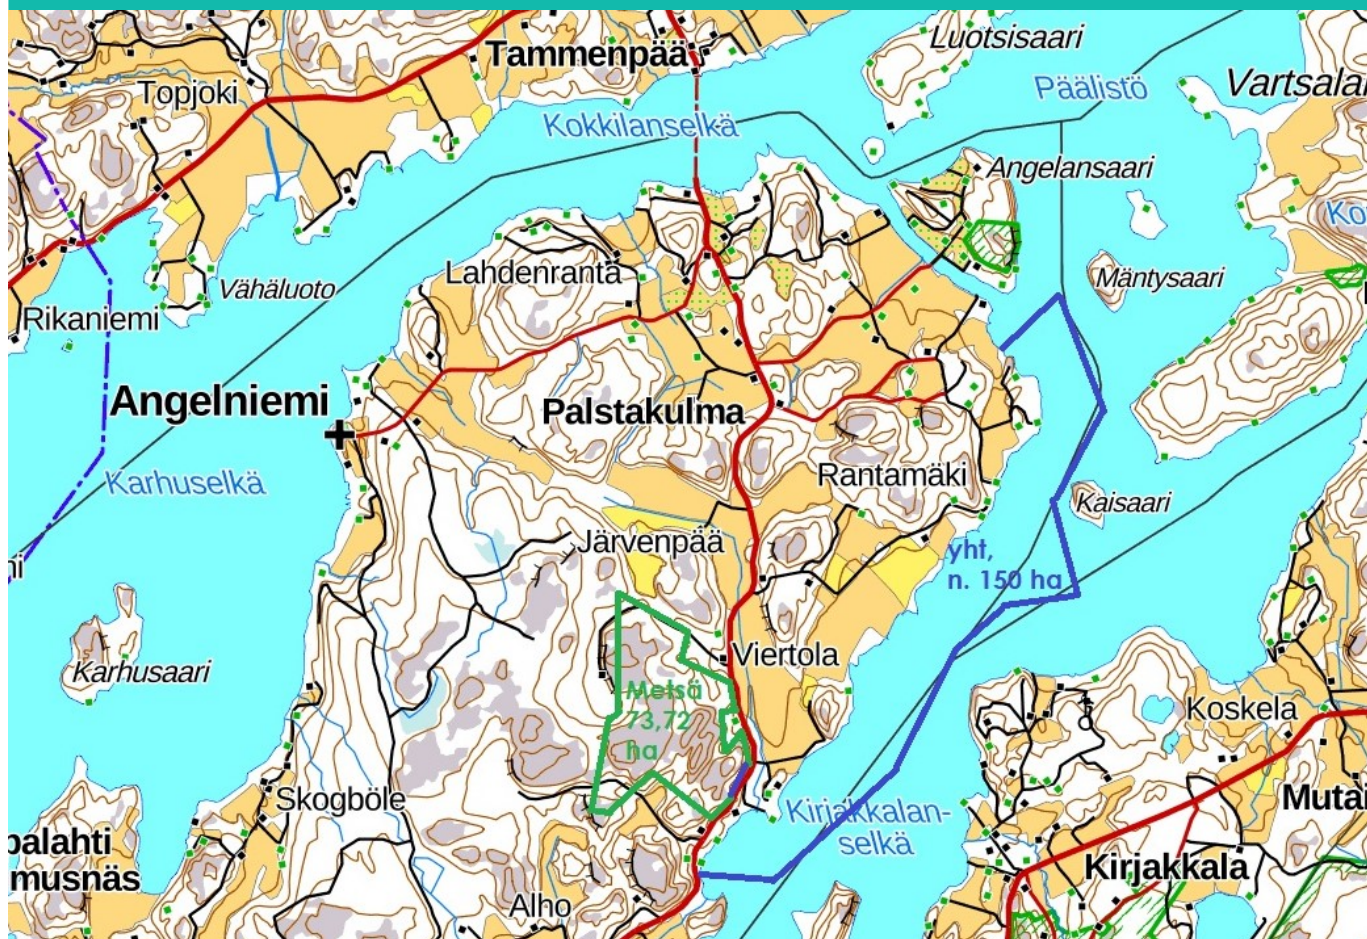 Luotsisaari
Tammenpää
Vartsalan
Topjoki
Päälistö
Kokkilanselkä
Angelansaari
Lahdenranta
Mäntysaari
Vähäluoto
Rikaniemi
Angelniemi
Palstakulma
Rantamäki
Karhuselkä
Kaisaari
Järvenpää
yht,
n. 150 ha
Viertola
Karhusaari
Metsä
73,72
ha
Koskela
Skogböle
Kirjakkalan-
selkä
Mutai
palahti
musnäs
Kirjakkala
Alho